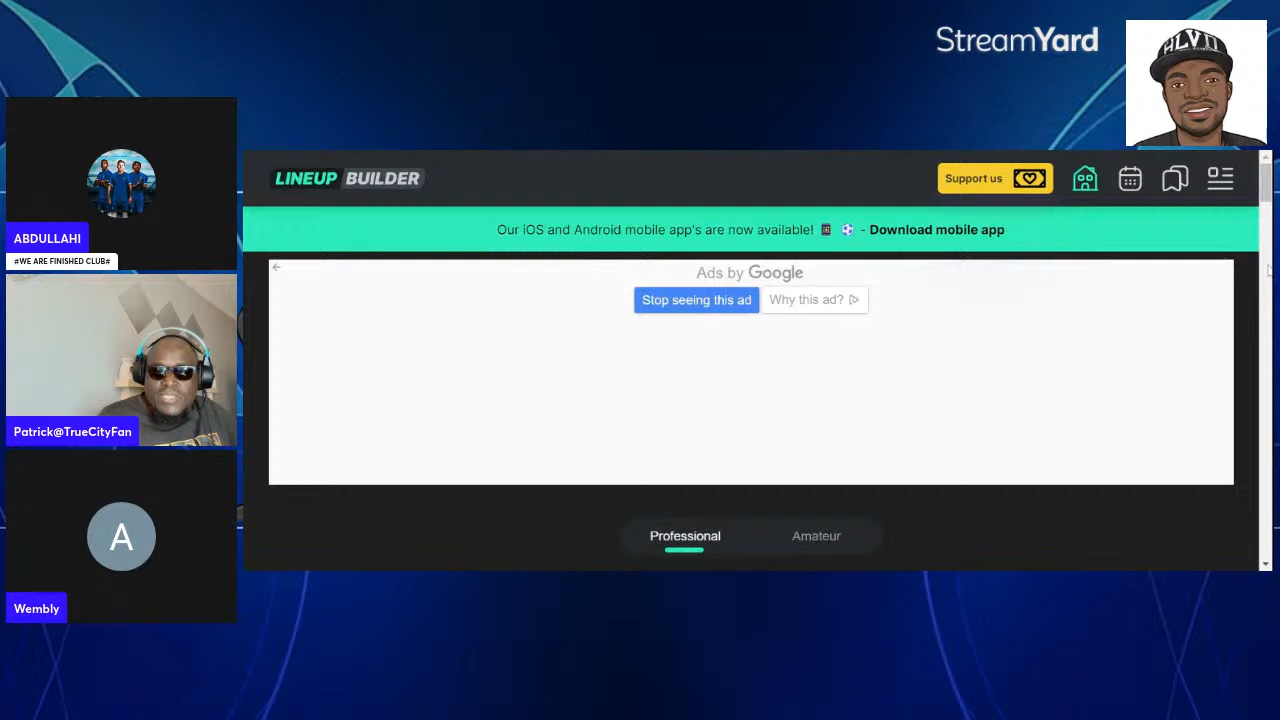 StreamYard
HLVD
ABDULLAHI
#WE ARE FINISHED CLUB#
Patrick@TrueCityFan
A
Wembly
LINEUP BUILDER
Support us
Our iOS and Android mobile app's are now available! - Download mobile app
Ads by Google
Stop seeing this ad
Why this ad?
Professional
Amateur